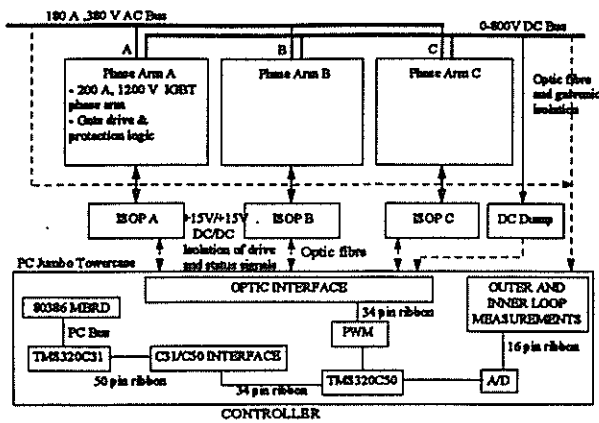 180 A ,380 V AC Bus
0-800V DC Bus
A
B
C
Phase Arm A
- 200 A, 1200 V IGBT
phase arm
- Gate drive &
protection logic
Phase Arm B
Phase Arm C
Optic fibre
and galvanic
isolation
ISOP A
+15V/+15V
DC/DC
Isolation of drive
and status signals
ISOP B
Optic fibre
ISOP C
DC Dump
PC Jumbo Towercase
OPTIC INTERFACE
OUTER AND
INNER LOOP
MEASUREMENTS
80386 MBRD
PC Bus
34 pin ribbon
PWM
16 pin ribbon
TMS320C31
C31/C50 INTERFACE
50 pin ribbon
34 pin ribbon
TMS320C50
A/D
CONTROLLER